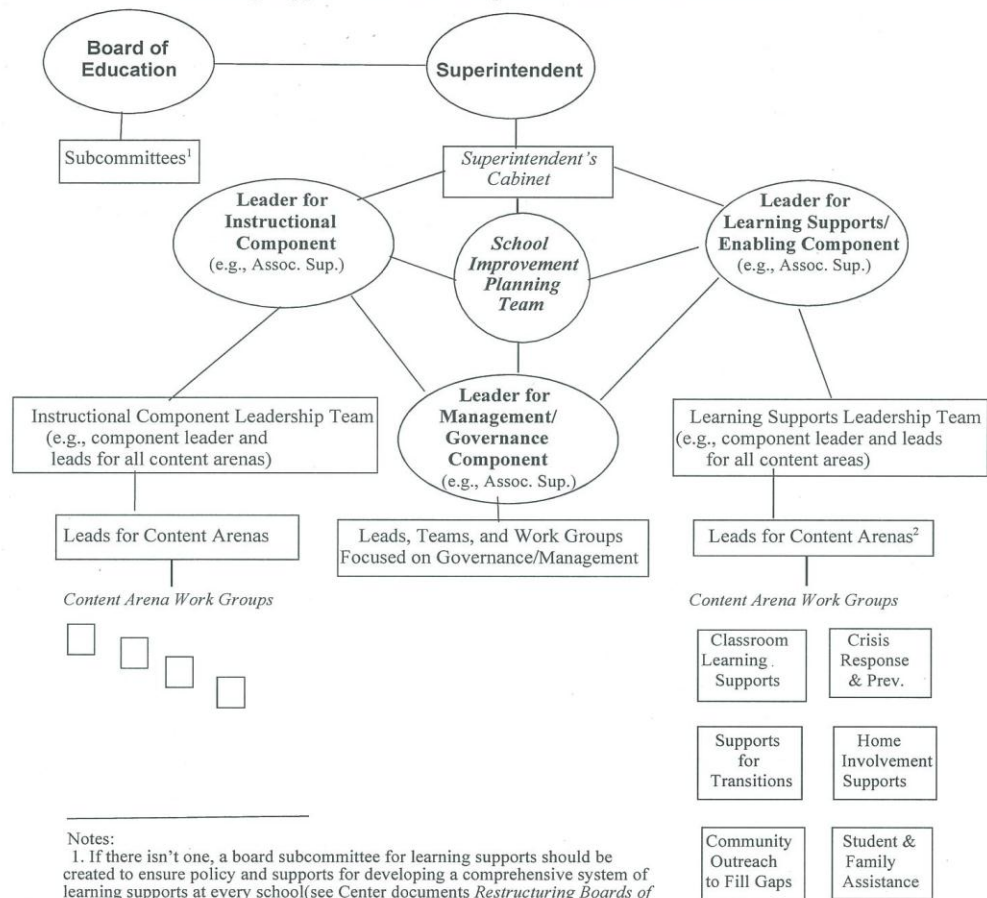 Board of
Education
Superintendent
Subcommittees¹
Superintendent's
Cabinet
Leader for
Instructional
Component
(e.g., Assoc. Sup.)
School
Improvement
Planning
Team
Leader for
Learning Supports/
Enabling Component
(e.g., Assoc. Sup.)
Instructional Component Leadership Team
(e.g., component leader and
leads for all content arenas)
Leader for
Management/
Governance
Component
(e.g., Assoc. Sup.)
Learning Supports Leadership Team
(e.g., component leader and leads
for all content areas)
Leads for Content Arenas
Leads, Teams, and Work Groups
Focused on Governance/Management
Leads for Content Arenas²
Content Arena Work Groups
Content Arena Work Groups
Classroom
Learning
Supports
Crisis
Response
& Prev.
Supports
for
Transitions
Home
Involvement
Supports
Community
Outreach
to Fill Gaps
Student &
Family
Assistance
Notes:
1. If there isn't one, a board subcommittee for learning supports should be
created to ensure policy and supports for developing a comprehensive system of
learning supports at every school(see Center documents Restructuring Boards of